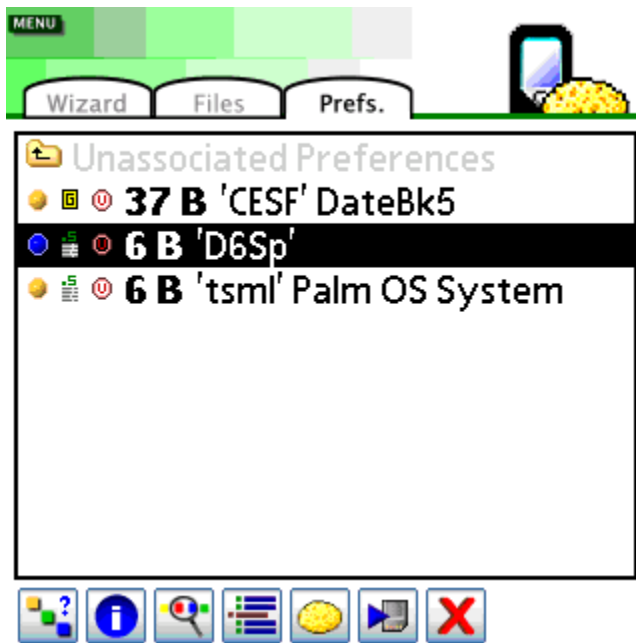 MENU
Wizard Files Prefs.
Unassociated Preferences
G U 37 B 'CESF' DateBk5
.S U 6 B 'D6Sp'
.S U 6 B 'tsml' Palm OS System
? i